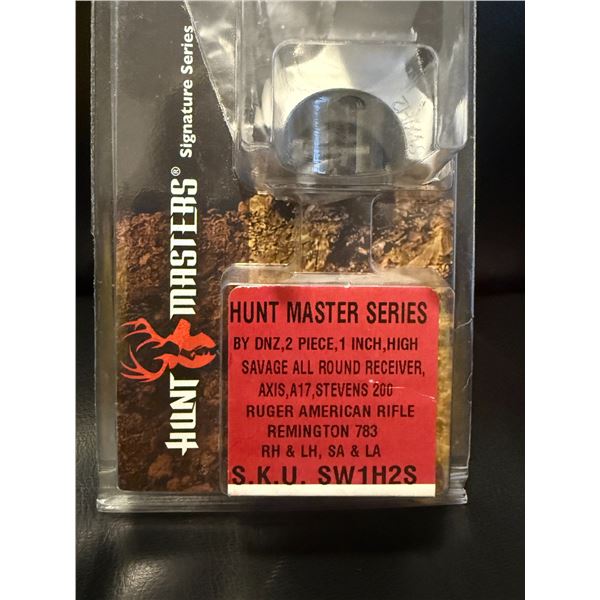 HUNT MASTERS® Signature Series
HUNT MASTER SERIES
BY DNZ,2 PIECE,1 INCH,HIGH
SAVAGE ALL ROUND RECEIVER,
AXIS,A17,STEVENS 200
RUGER AMERICAN RIFLE
REMINGTON 783
RH & LH, SA & LA
S.K.U. SW1H2S